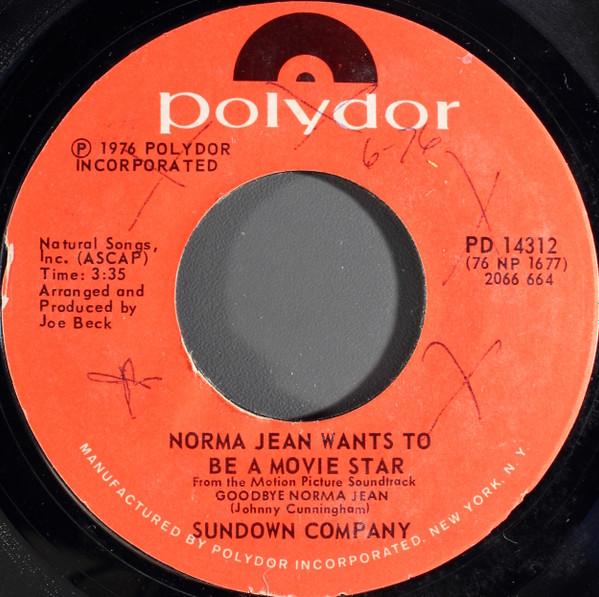 polydor
℗ 1976 POLYDOR
INCORPORATED
6-76
Natural Songs,
Inc. (ASCAP)
Time: 3:35
Arranged and
Produced by
Joe Beck
PD 14312
(76 NP 1677)
2066 664
NORMA JEAN WANTS TO
BE A MOVIE STAR
From the Motion Picture Soundtrack
GOODBYE NORMA JEAN
(Johnny Cunningham)
SUNDOWN COMPANY
MANUFACTURED BY POLYDOR INCORPORATED, NEW YORK, N.Y.